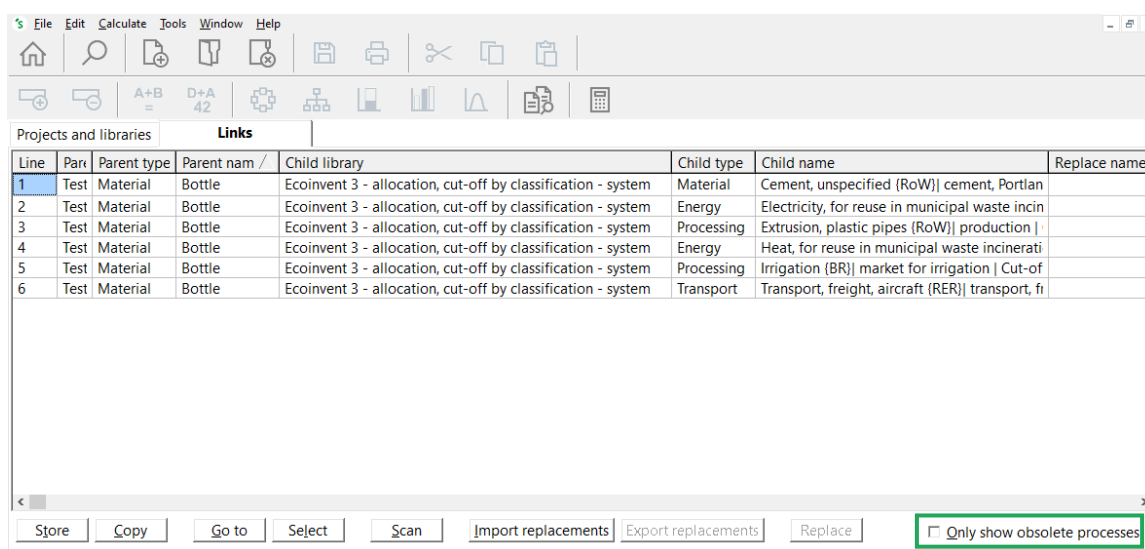 File Edit Calculate Tools Window Help
A+B
=
D+A
42
Projects and libraries Links
Line Pare Parent type Parent nam / Child library Child type Child name Replace name
1 Test Material Bottle Ecoinvent 3 - allocation, cut-off by classification - system Material Cement, unspecified {RoW}| cement, Portlan
2 Test Material Bottle Ecoinvent 3 - allocation, cut-off by classification - system Energy Electricity, for reuse in municipal waste incin
3 Test Material Bottle Ecoinvent 3 - allocation, cut-off by classification - system Processing Extrusion, plastic pipes {RoW}| production |
4 Test Material Bottle Ecoinvent 3 - allocation, cut-off by classification - system Energy Heat, for reuse in municipal waste incinerati
5 Test Material Bottle Ecoinvent 3 - allocation, cut-off by classification - system Processing Irrigation {BR}| market for irrigation | Cut-of
6 Test Material Bottle Ecoinvent 3 - allocation, cut-off by classification - system Transport Transport, freight, aircraft {RER}| transport, fr
Store Copy Go to Select Scan Import replacements Export replacements Replace Only show obsolete processes